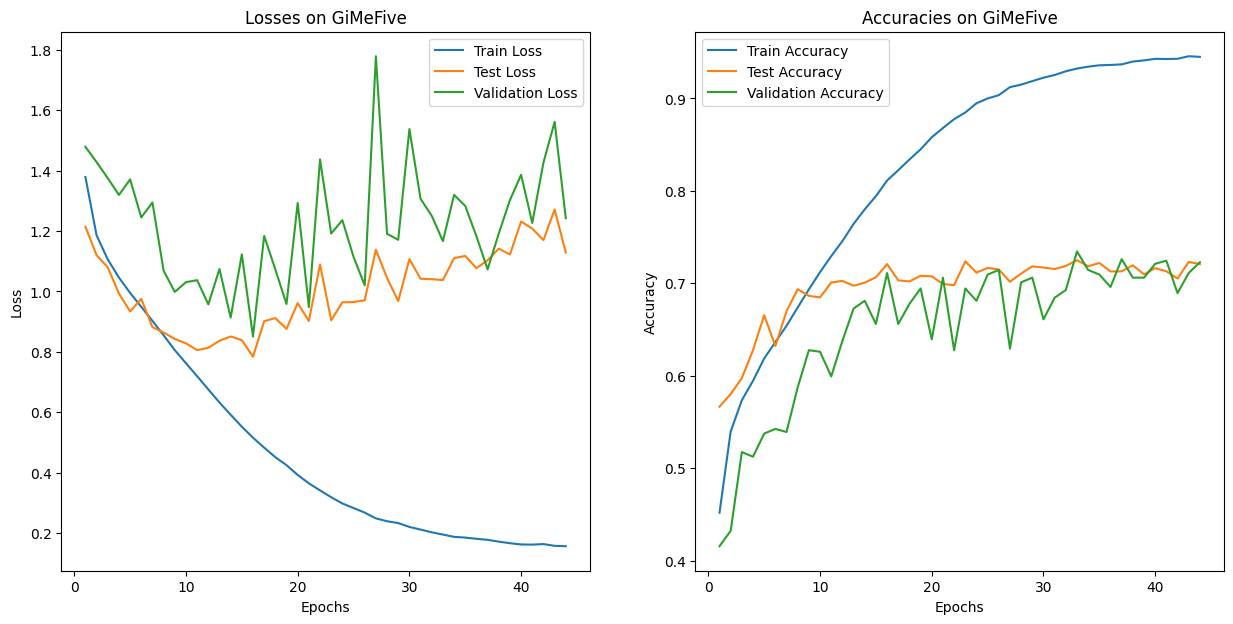 Losses on GiMeFive
Train Loss
Test Loss
Validation Loss
1.8
1.6
1.4
1.2
1.0
0.8
0.6
0.4
0.2
Loss
0
10
20
30
40
Epochs
Accuracies on GiMeFive
Train Accuracy
Test Accuracy
Validation Accuracy
0.9
0.8
0.7
0.6
0.5
0.4
Accuracy
0
10
20
30
40
Epochs